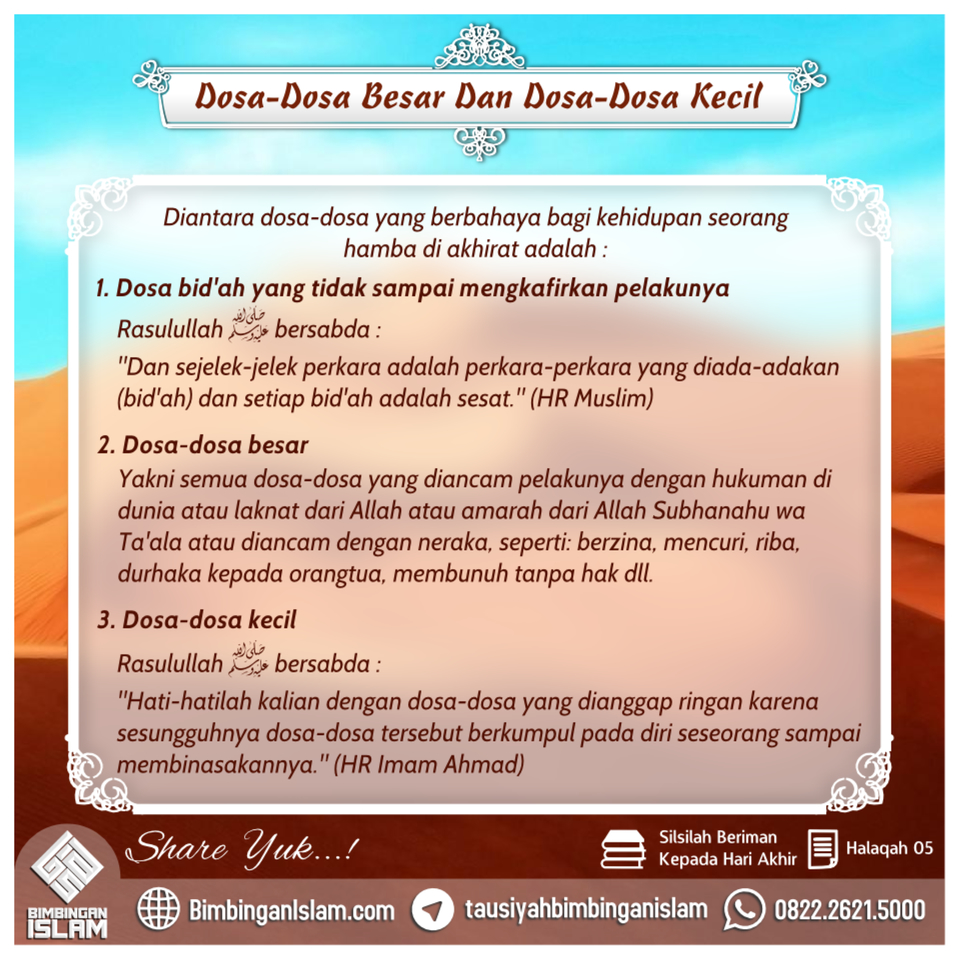 Dosa-Dosa Besar Dan Dosa-Dosa Kecil
Diantara dosa-dosa yang berbahaya bagi kehidupan seorang
hamba di akhirat adalah :
1. Dosa bid'ah yang tidak sampai mengkafirkan pelakunya
Rasulullah ﷺ bersabda :
"Dan sejelek-jelek perkara adalah perkara-perkara yang diada-adakan
(bid'ah) dan setiap bid'ah adalah sesat." (HR Muslim)
2. Dosa-dosa besar
Yakni semua dosa-dosa yang diancam pelakunya dengan hukuman di
dunia atau laknat dari Allah atau amarah dari Allah Subhanahu wa
Ta'ala atau diancam dengan neraka, seperti: berzina, mencuri, riba,
durhaka kepada orangtua, membunuh tanpa hak dll.
3. Dosa-dosa kecil
Rasulullah ﷺ bersabda :
"Hati-hatilah kalian dengan dosa-dosa yang dianggap ringan karena
sesungguhnya dosa-dosa tersebut berkumpul pada diri seseorang sampai
membinasakannya." (HR Imam Ahmad)
Share Yuk...!
Silsilah Beriman
Kepada Hari Akhir
Halaqah 05
BIMBINGAN
ISLAM
BimbinganIslam.com
tausiyahbimbinganislam
0822.2621.5000